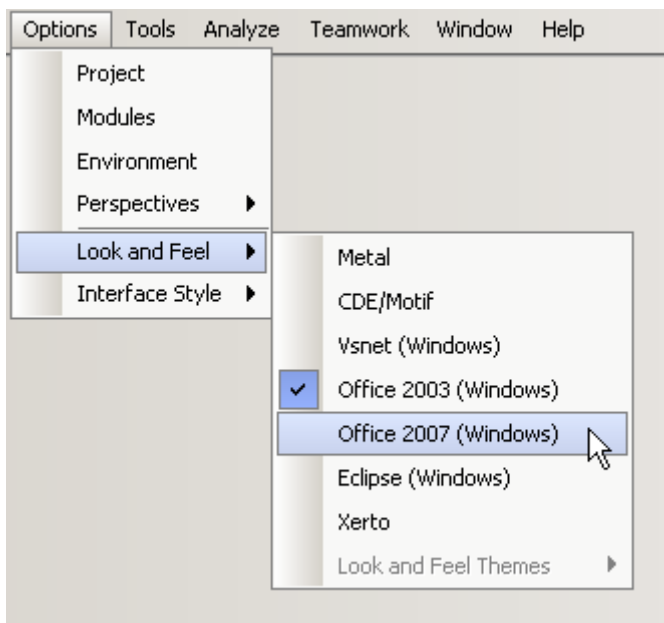 Options Tools Analyze Teamwork Window Help
Project
Modules
Environment
Perspectives
Look and Feel
Interface Style
Metal
CDE/Motif
Vsnet (Windows)
Office 2003 (Windows)
Office 2007 (Windows)
Eclipse (Windows)
Xerto
Look and Feel Themes